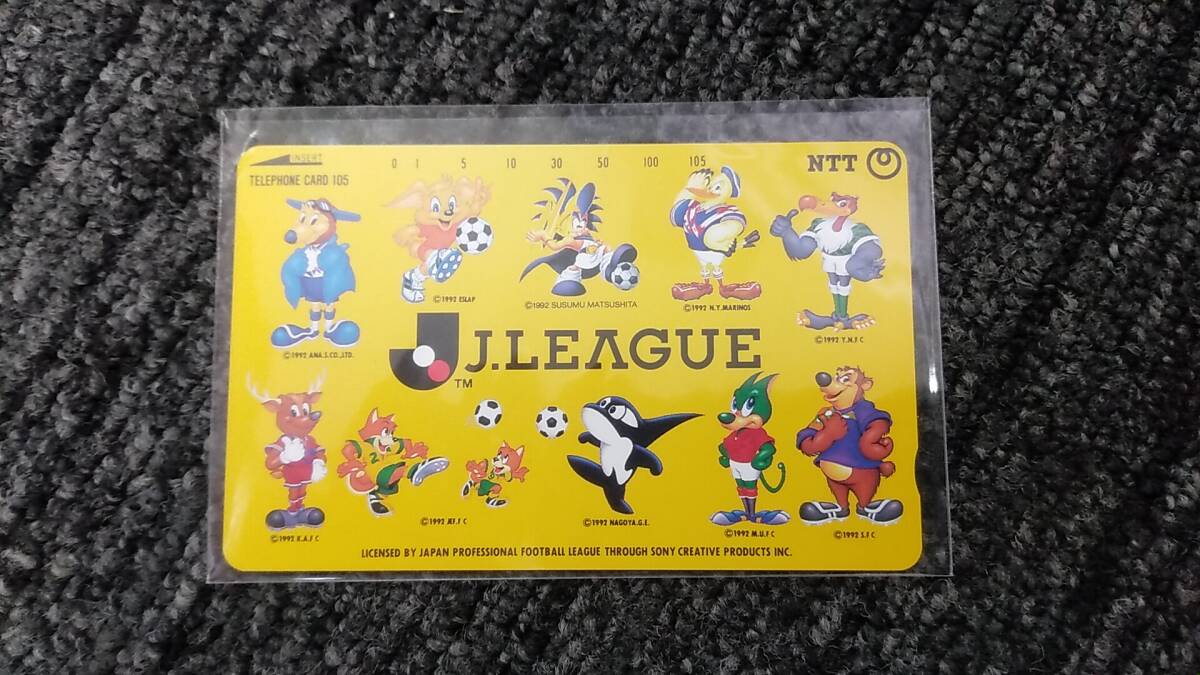 INSERT
TELEPHONE CARD 105
0 1 5 10 30 50 100 105
NTT
©1992 ESLAP
©1992 SUSUMU MATSUSHITA
©1992 N.Y.MARINOS
©1992 Y.N.F C
©1992 ANA.S.CO.,LTD.
J J.LEAGUE
TM
2
©1992 K.A.F C
©1992 JEF.F C
©1992 NAGOYA.G.E.
©1992 M.U.F C
©1992 S.F C
LICENSED BY JAPAN PROFESSIONAL FOOTBALL LEAGUE THROUGH SONY CREATIVE PRODUCTS INC.